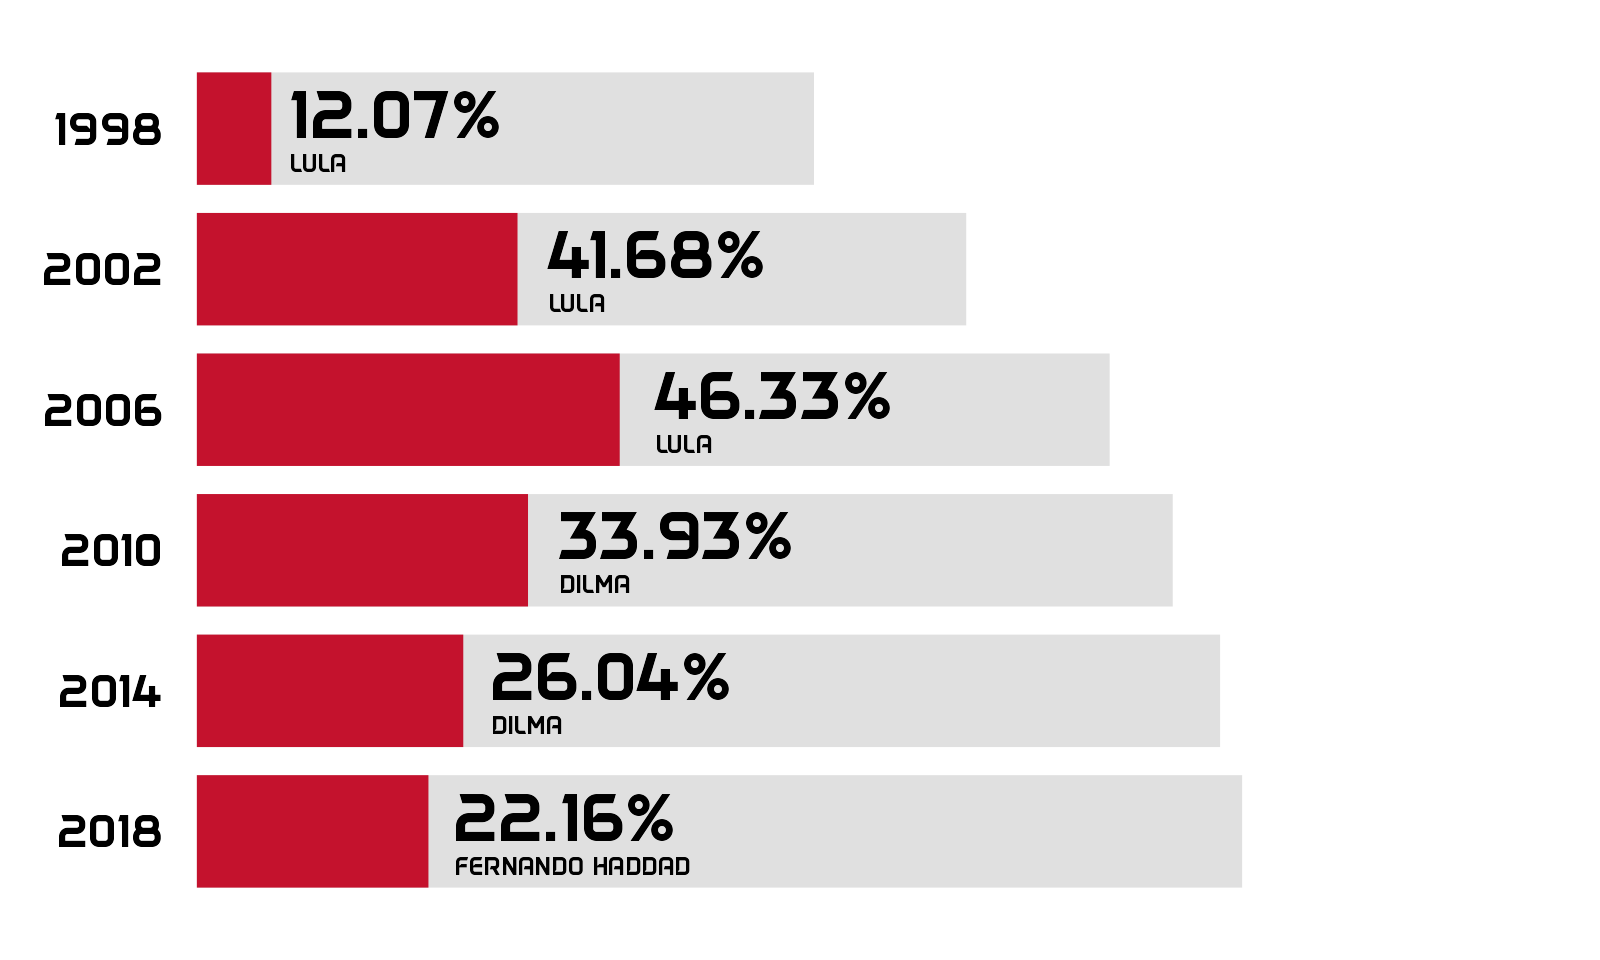 1998
12.07%
LULA
2002
41.68%
LULA
2006
46.33%
LULA
2010
33.93%
DILMA
2014
26.04%
DILMA
2018
22.16%
FERNANDO HADDAD